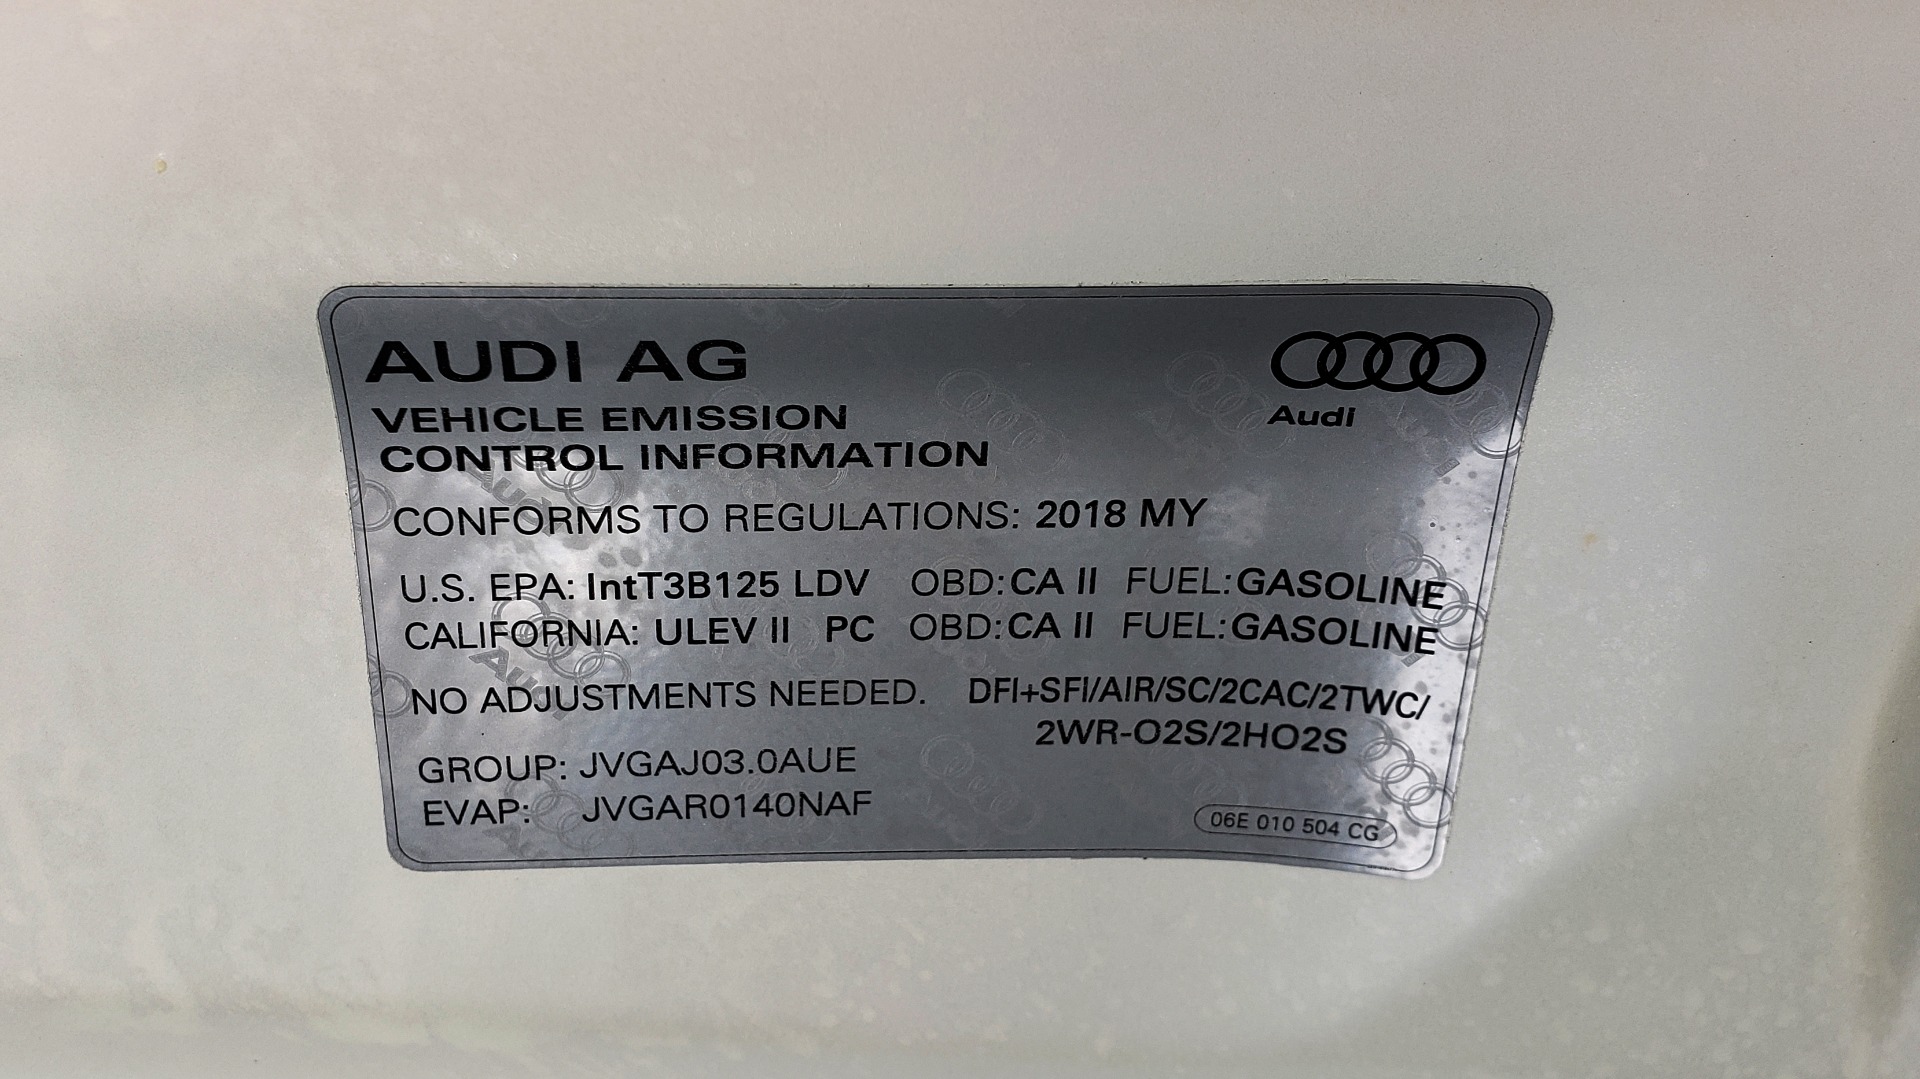 AUDI AG
Audi
VEHICLE EMISSION
CONTROL INFORMATION
CONFORMS TO REGULATIONS: 2018 MY
U.S. EPA: IntT3B125 LDV OBD:CA II FUEL:GASOLINE
CALIFORNIA: ULEV II PC OBD:CA II FUEL:GASOLINE
NO ADJUSTMENTS NEEDED. DFI+SFI/AIR/SC/2CAC/2TWC/
2WR-O2S/2HO2S
GROUP: JVGAJ03.0AUE
EVAP: JVGAR0140NAF
06E 010 504 CG